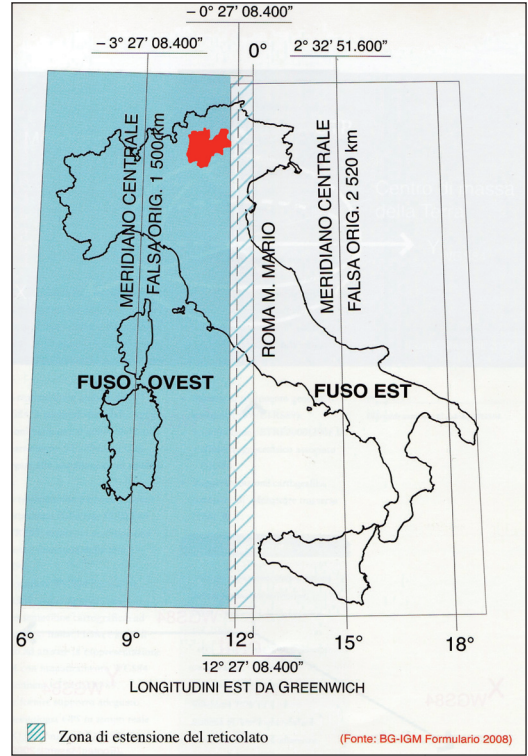 – 0° 27' 08.400"
– 3° 27' 08.400"
0°
2° 32' 51.600"
MERIDIANO CENTRALE
FALSA ORIG. 1 500 km
ROMA M. MARIO
MERIDIANO CENTRALE
FALSA ORIG. 2 520 km
FUSO OVEST
FUSO EST
6°
9°
12°
15°
18°
12° 27' 08.400"
LONGITUDINI EST DA GREENWICH
Zona di estensione del reticolato
(Fonte: BG-IGM Formulario 2008)